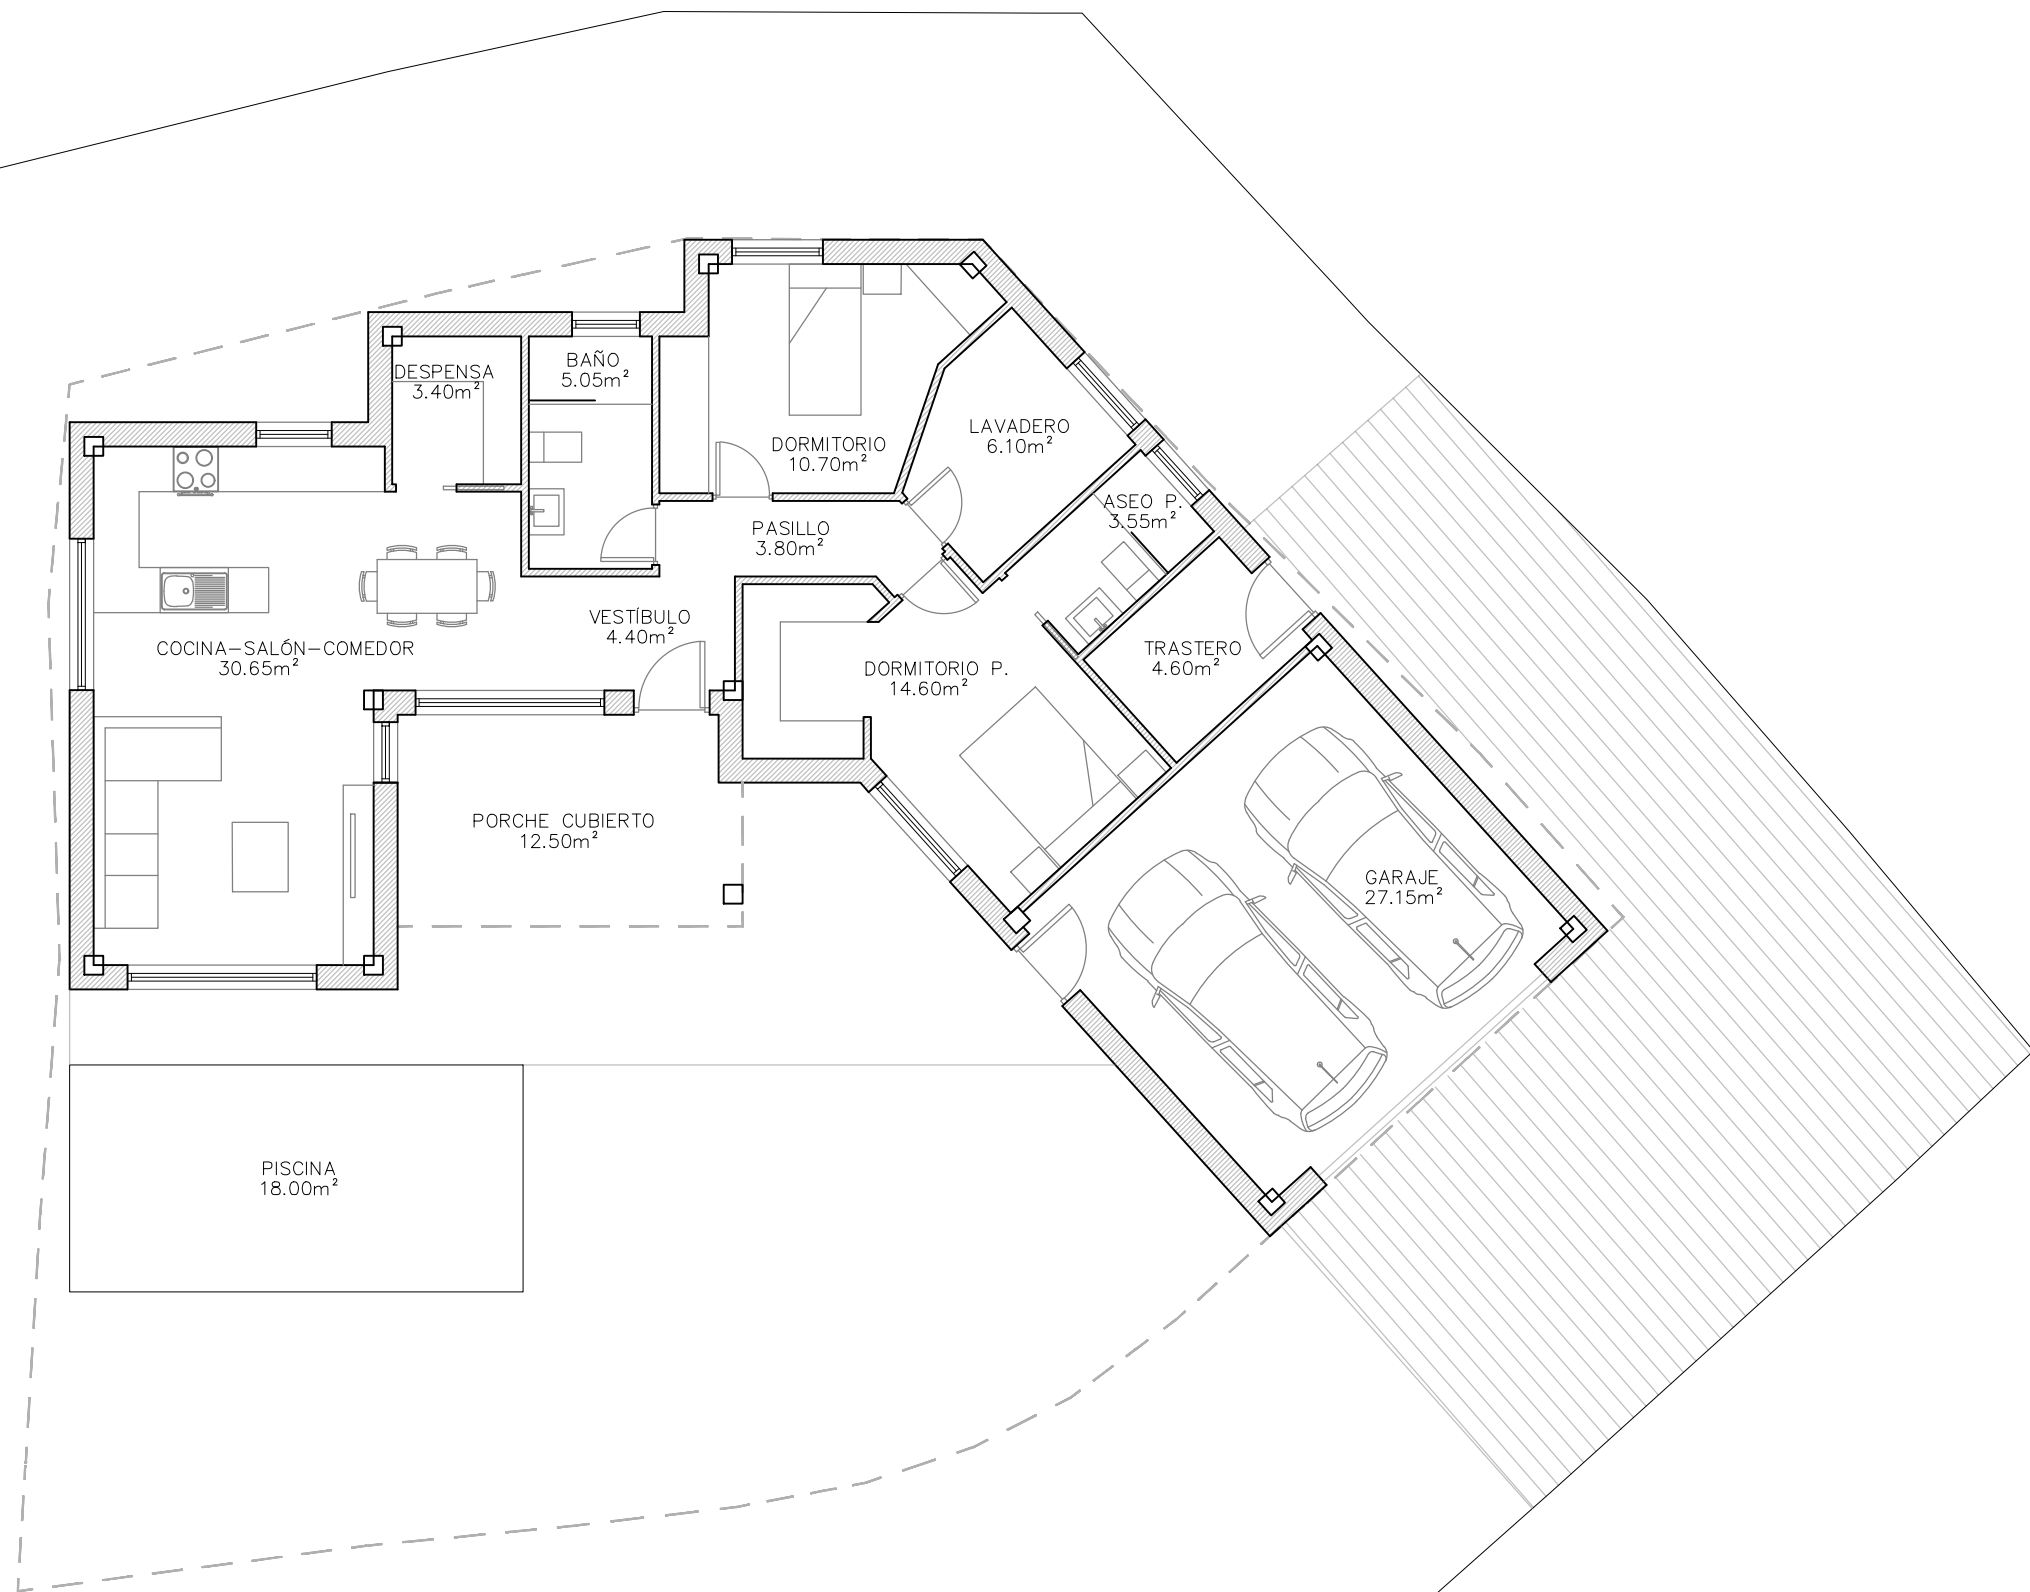 DESPENSA
3.40m²
BAÑO
5.05m²
DORMITORIO
10.70m²
LAVADERO
6.10m²
ASEO P.
3.55m²
PASILLO
3.80m²
VESTÍBULO
4.40m²
COCINA-SALÓN-COMEDOR
30.65m²
DORMITORIO P.
14.60m²
TRASTERO
4.60m²
PORCHE CUBIERTO
12.50m²
GARAJE
27.15m²
PISCINA
18.00m²